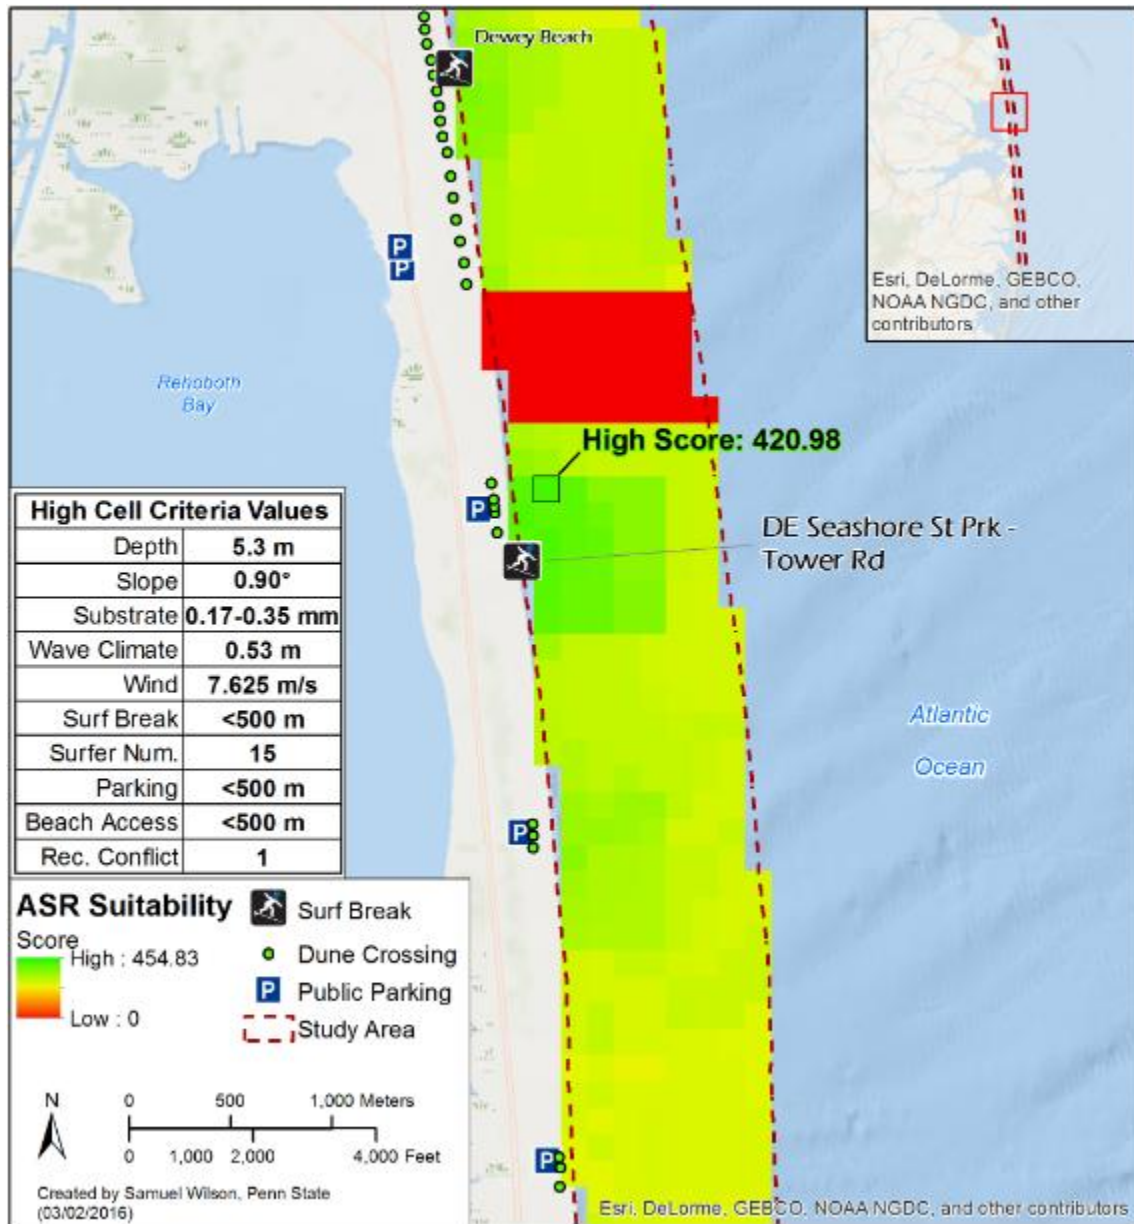 Dewey Beach
Esri, DeLorme, GEBCO,
NOAA NGDC, and other
contributors
Rehoboth
Bay
High Score: 420.98
DE Seashore St Prk -
Tower Rd
High Cell Criteria Values
Depth 5.3 m
Slope 0.90°
Substrate 0.17-0.35 mm
Wave Climate 0.53 m
Wind 7.625 m/s
Surf Break <500 m
Surfer Num. 15
Parking <500 m
Beach Access <500 m
Rec. Conflict 1
Atlantic
Ocean
P
P
P
P
P
ASR Suitability
Score
High : 454.83
Low : 0
Surf Break
Dune Crossing
P Public Parking
Study Area
N
0 500 1,000 Meters
0 1,000 2,000 4,000 Feet
Created by Samuel Wilson, Penn State
(03/02/2016)
Esri, DeLorme, GEBCO, NOAA NGDC, and other contributors